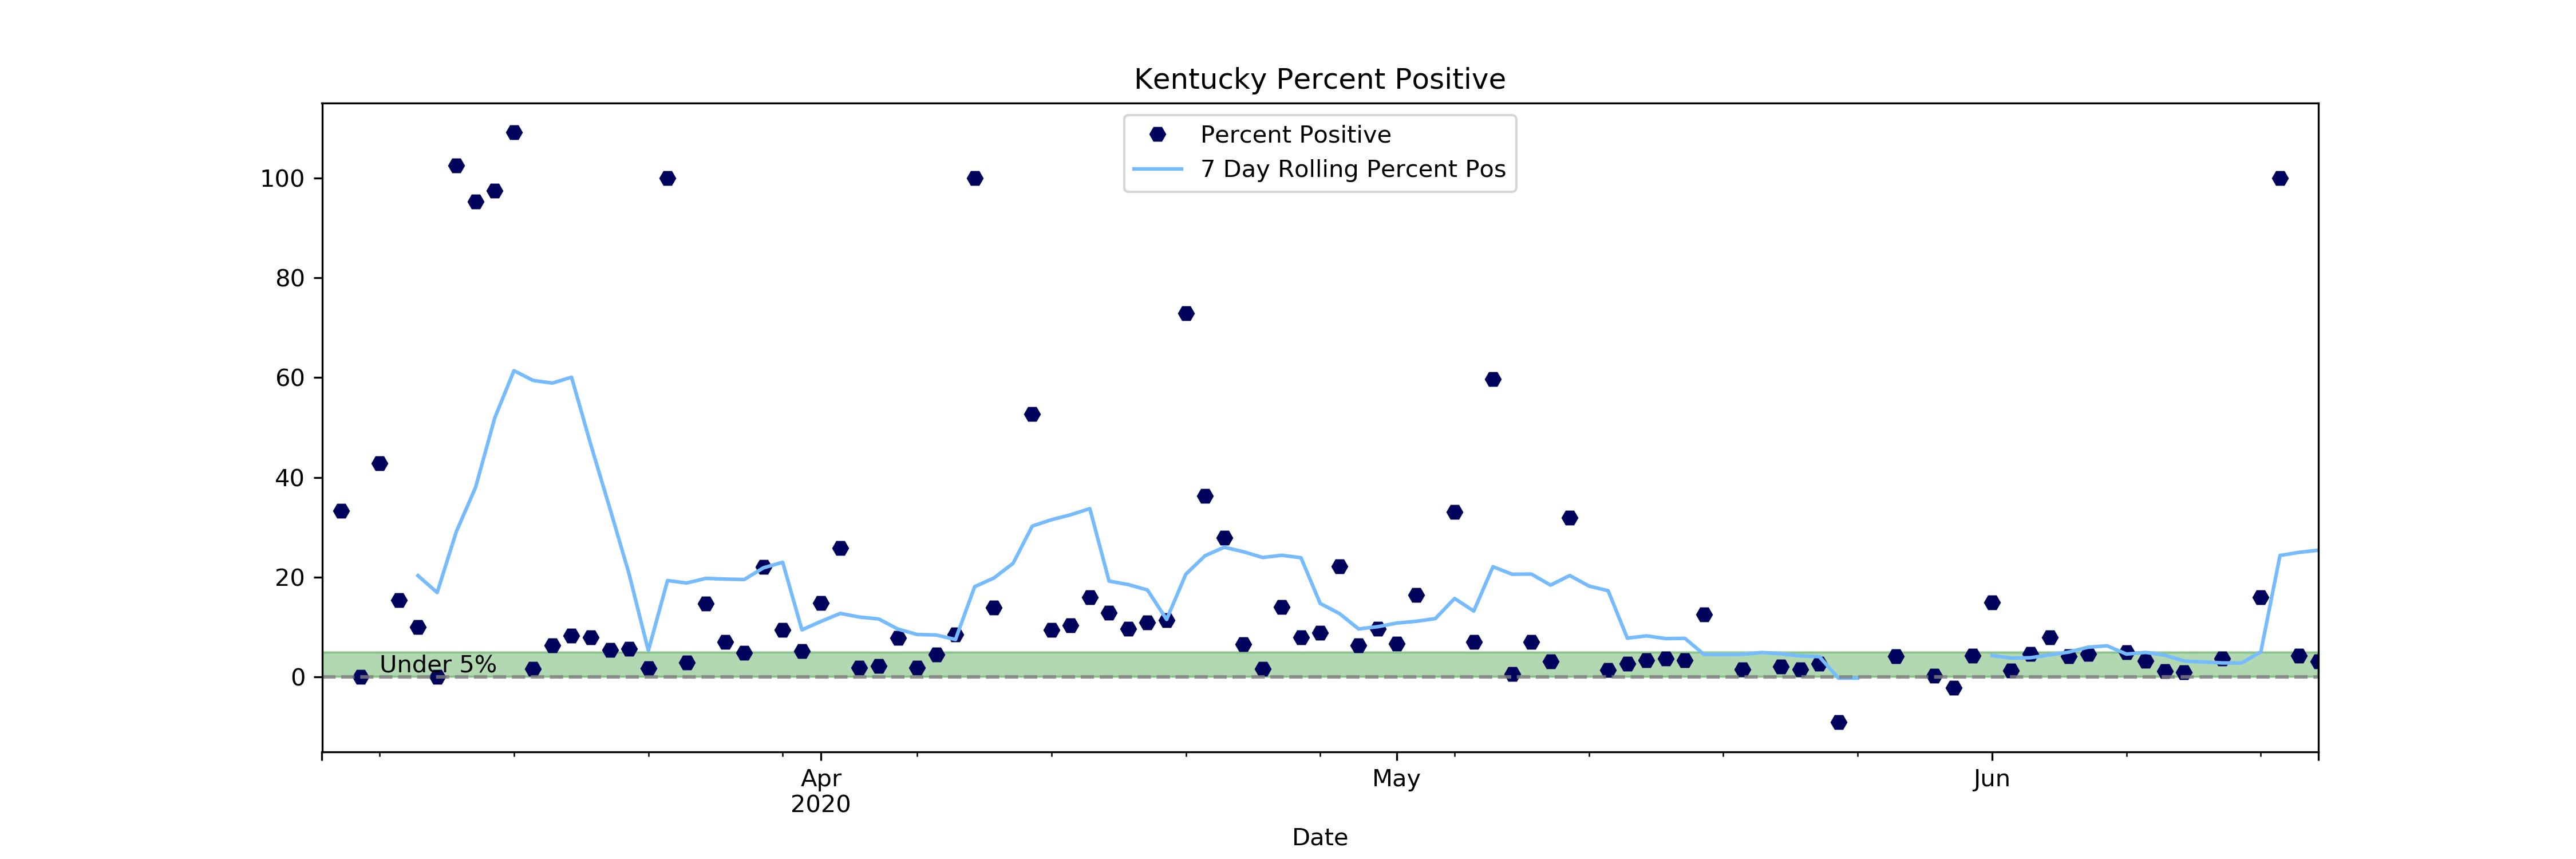 Kentucky Percent Positive
Percent Positive
7 Day Rolling Percent Pos
100
80
60
40
20
0
Under 5%
Apr
2020
May
Jun
Date